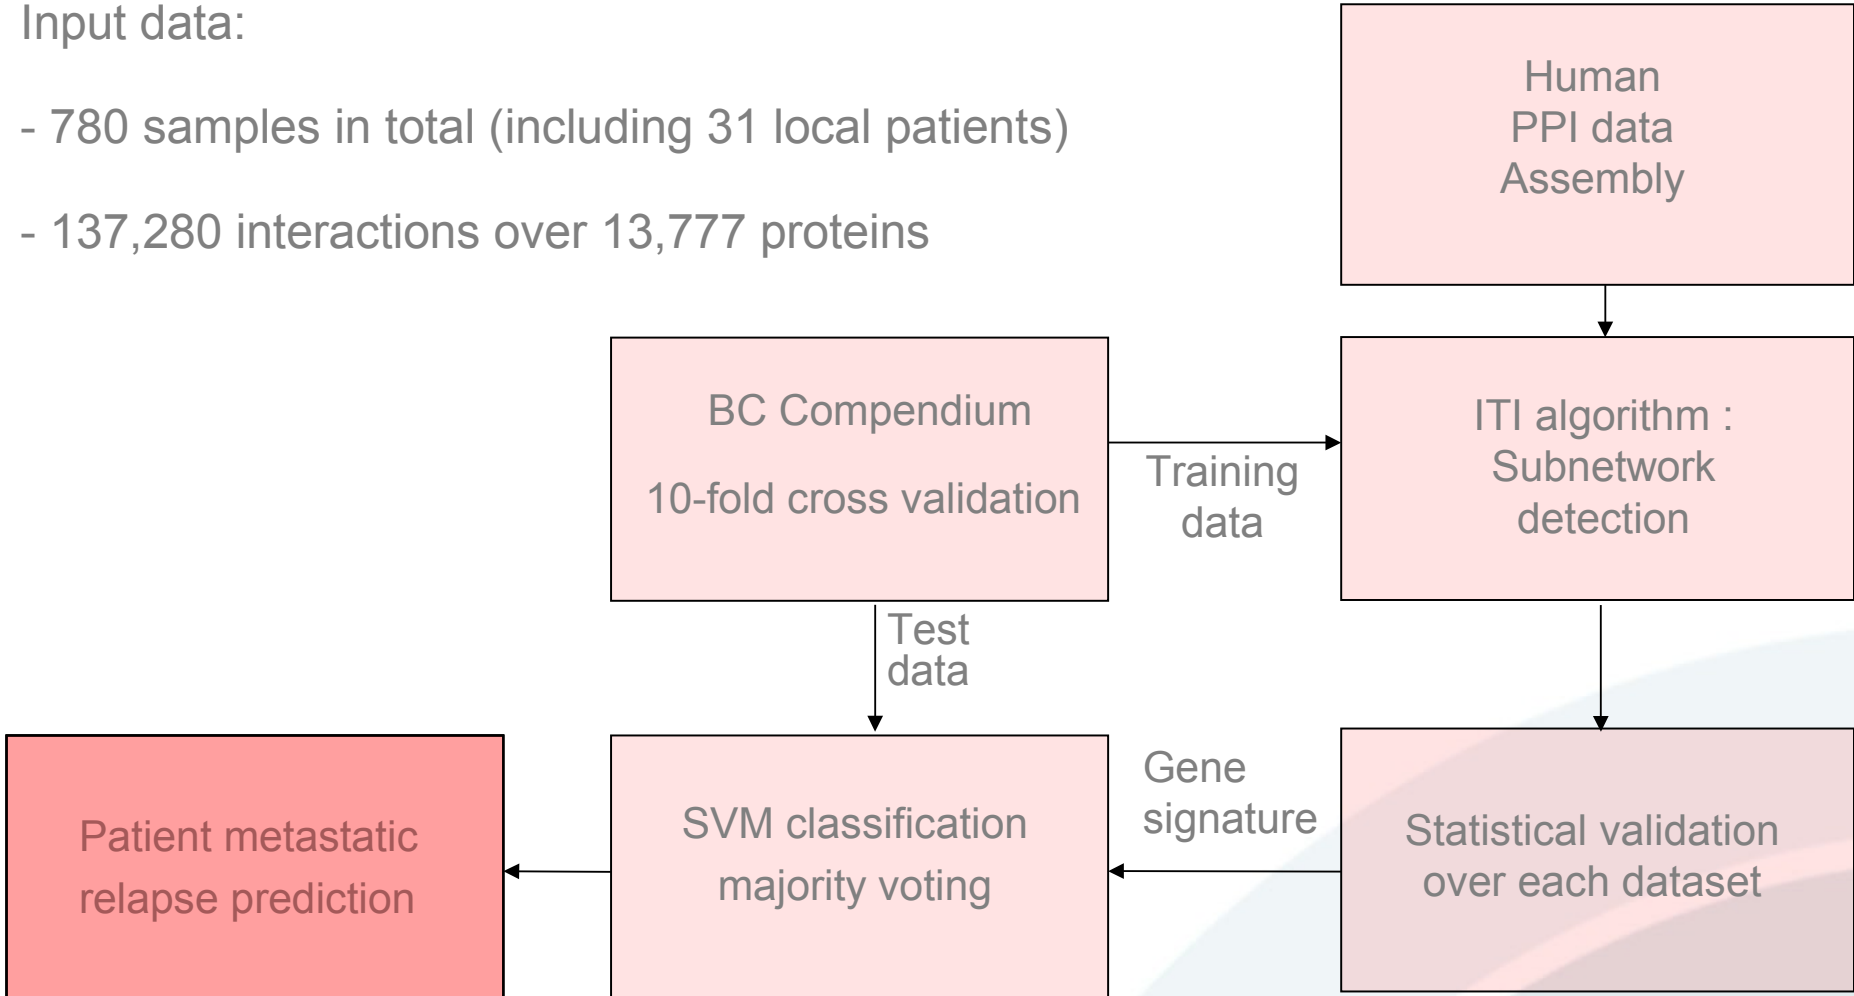 Input data:
- 780 samples in total (including 31 local patients)
- 137,280 interactions over 13,777 proteins
Human
PPI data
Assembly
BC Compendium
10-fold cross validation
Training
data
ITI algorithm :
Subnetwork
detection
Test
data
Patient metastatic
relapse prediction
SVM classification
majority voting
Gene
signature
Statistical validation
over each dataset